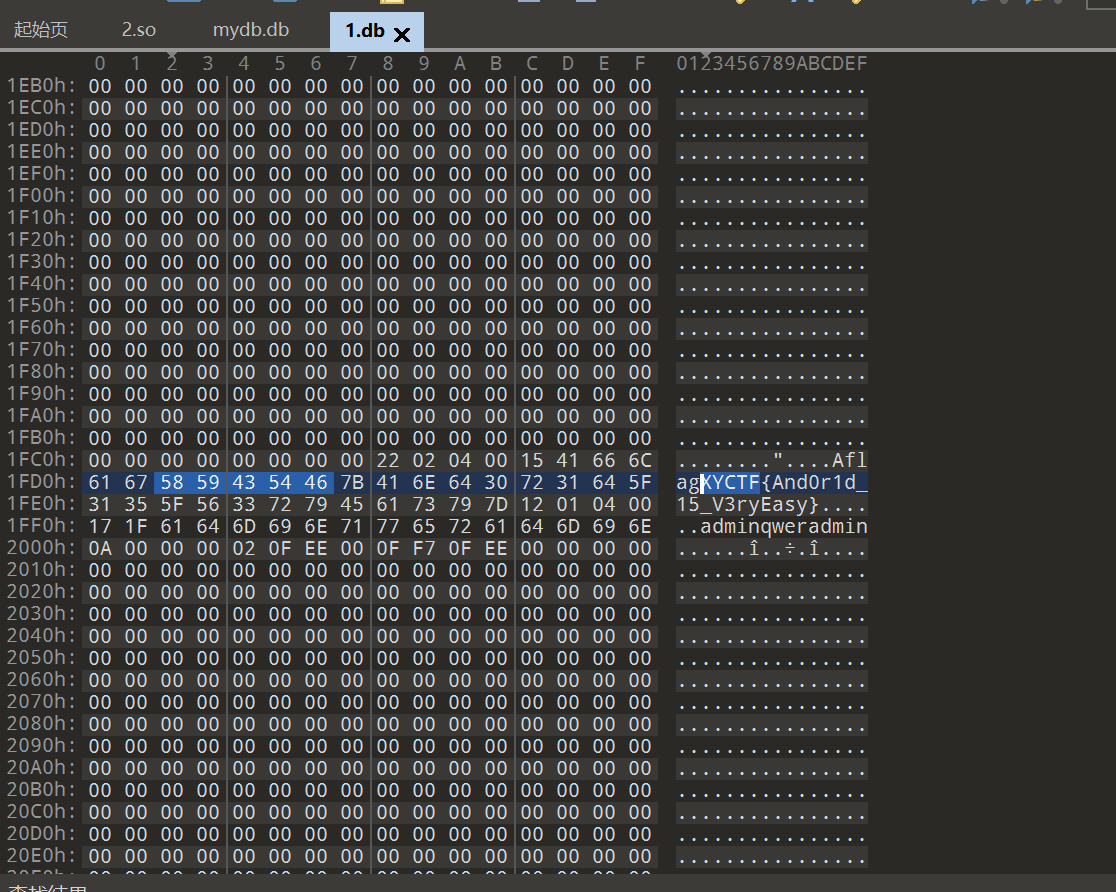 起始页 2.so mydb.db 1.db
0 1 2 3 4 5 6 7 8 9 A B C D E F 0123456789ABCDEF
1EB0h: 00 00 00 00 00 00 00 00 00 00 00 00 00 00 00 00 ................
1EC0h: 00 00 00 00 00 00 00 00 00 00 00 00 00 00 00 00 ................
1ED0h: 00 00 00 00 00 00 00 00 00 00 00 00 00 00 00 00 ................
1EE0h: 00 00 00 00 00 00 00 00 00 00 00 00 00 00 00 00 ................
1EF0h: 00 00 00 00 00 00 00 00 00 00 00 00 00 00 00 00 ................
1F00h: 00 00 00 00 00 00 00 00 00 00 00 00 00 00 00 00 ................
1F10h: 00 00 00 00 00 00 00 00 00 00 00 00 00 00 00 00 ................
1F20h: 00 00 00 00 00 00 00 00 00 00 00 00 00 00 00 00 ................
1F30h: 00 00 00 00 00 00 00 00 00 00 00 00 00 00 00 00 ................
1F40h: 00 00 00 00 00 00 00 00 00 00 00 00 00 00 00 00 ................
1F50h: 00 00 00 00 00 00 00 00 00 00 00 00 00 00 00 00 ................
1F60h: 00 00 00 00 00 00 00 00 00 00 00 00 00 00 00 00 ................
1F70h: 00 00 00 00 00 00 00 00 00 00 00 00 00 00 00 00 ................
1F80h: 00 00 00 00 00 00 00 00 00 00 00 00 00 00 00 00 ................
1F90h: 00 00 00 00 00 00 00 00 00 00 00 00 00 00 00 00 ................
1FA0h: 00 00 00 00 00 00 00 00 00 00 00 00 00 00 00 00 ................
1FB0h: 00 00 00 00 00 00 00 00 00 00 00 00 00 00 00 00 ................
1FC0h: 00 00 00 00 00 00 00 00 22 02 04 00 15 41 66 6C ........"....Afl
1FD0h: 61 67 58 59 43 54 46 7B 41 6E 64 30 72 31 64 5F agXYCTF{And0r1d_
1FE0h: 31 35 5F 56 33 72 79 45 61 73 79 7D 12 01 04 00 15_V3ryEasy}....
1FF0h: 17 1F 61 64 6D 69 6E 71 77 65 72 61 64 6D 69 6E ..adminqweradmin
2000h: 0A 00 00 00 02 0F EE 00 0F F7 0F EE 00 00 00 00 ......î..÷.î....
2010h: 00 00 00 00 00 00 00 00 00 00 00 00 00 00 00 00 ................
2020h: 00 00 00 00 00 00 00 00 00 00 00 00 00 00 00 00 ................
2030h: 00 00 00 00 00 00 00 00 00 00 00 00 00 00 00 00 ................
2040h: 00 00 00 00 00 00 00 00 00 00 00 00 00 00 00 00 ................
2050h: 00 00 00 00 00 00 00 00 00 00 00 00 00 00 00 00 ................
2060h: 00 00 00 00 00 00 00 00 00 00 00 00 00 00 00 00 ................
2070h: 00 00 00 00 00 00 00 00 00 00 00 00 00 00 00 00 ................
2080h: 00 00 00 00 00 00 00 00 00 00 00 00 00 00 00 00 ................
2090h: 00 00 00 00 00 00 00 00 00 00 00 00 00 00 00 00 ................
20A0h: 00 00 00 00 00 00 00 00 00 00 00 00 00 00 00 00 ................
20B0h: 00 00 00 00 00 00 00 00 00 00 00 00 00 00 00 00 ................
20C0h: 00 00 00 00 00 00 00 00 00 00 00 00 00 00 00 00 ................
20D0h: 00 00 00 00 00 00 00 00 00 00 00 00 00 00 00 00 ................
20E0h: 00 00 00 00 00 00 00 00 00 00 00 00 00 00 00 00 ................